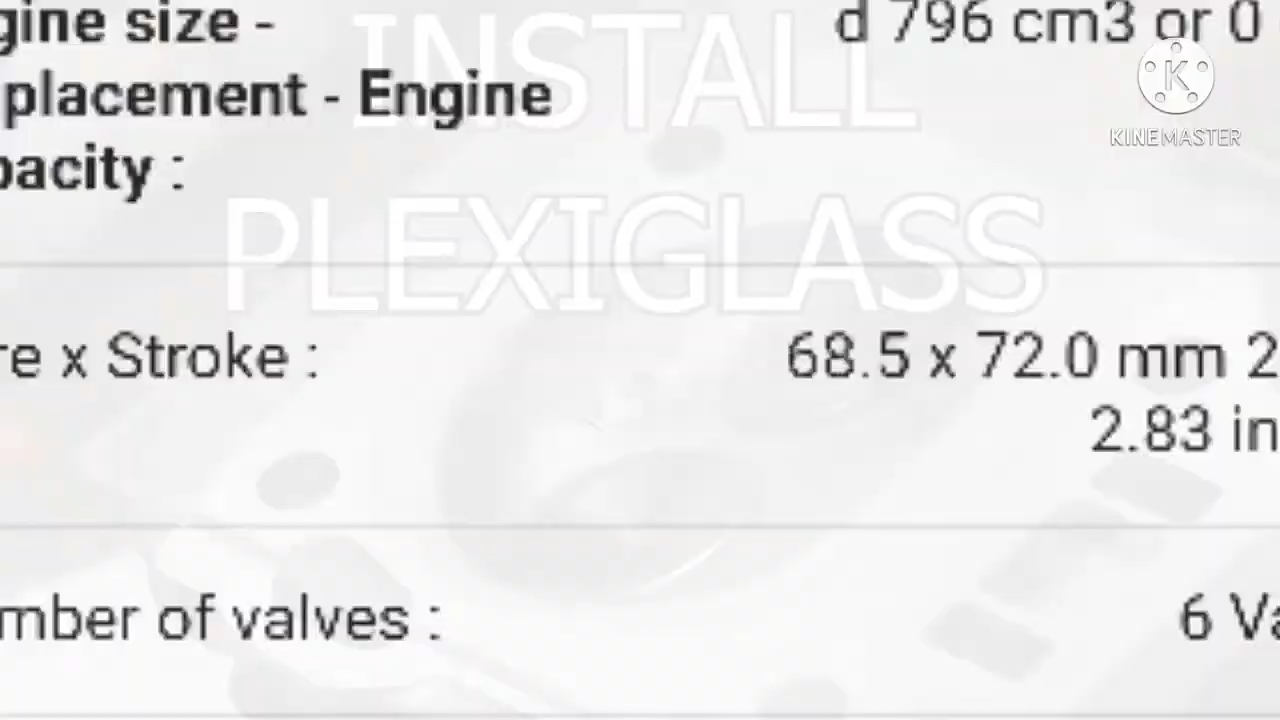 gine size -
placement - Engine
pacity :
d 796 cm3 or 0
INSTALL
PLEXIGLASS
KINEMASTER
re x Stroke :
68.5 x 72.0 mm 2
2.83 in
mber of valves :
6 Va